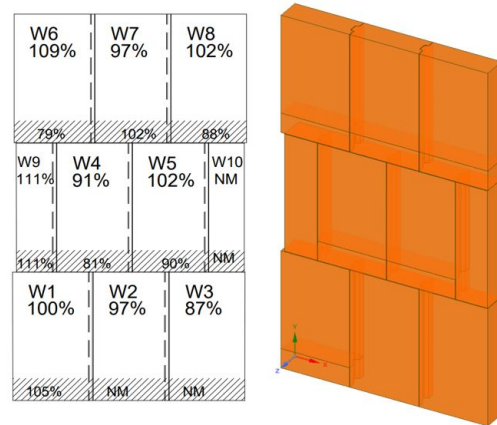 W6 W7 W8
109% 97% 102%
79% 102% 88%
W9 W4 W5 W10
111% 91% 102% NM
111% 81% 90% NM
W1 W2 W3
100% 97% 87%
105% NM NM
Y
Z X